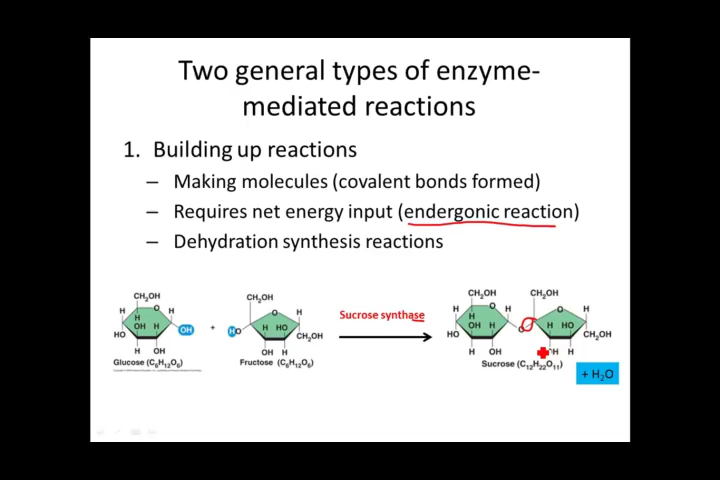 Two general types of enzyme-
mediated reactions
1. Building up reactions
– Making molecules (covalent bonds formed)
– Requires net energy input (endergonic reaction)
– Dehydration synthesis reactions
CH₂OH
H O H
H
OH H
HO OH
H OH
Glucose (C₆H₁₂O₆)
+
CH₂OH
O H
HO H HO
CH₂OH
OH H
Fructose (C₆H₁₂O₆)
Sucrose synthase
CH₂OH CH₂OH
H O H O H
H
OH H H HO
HO O CH₂OH
H OH OH H
Sucrose (C₁₂H₂₂O₁₁)
+ H₂O